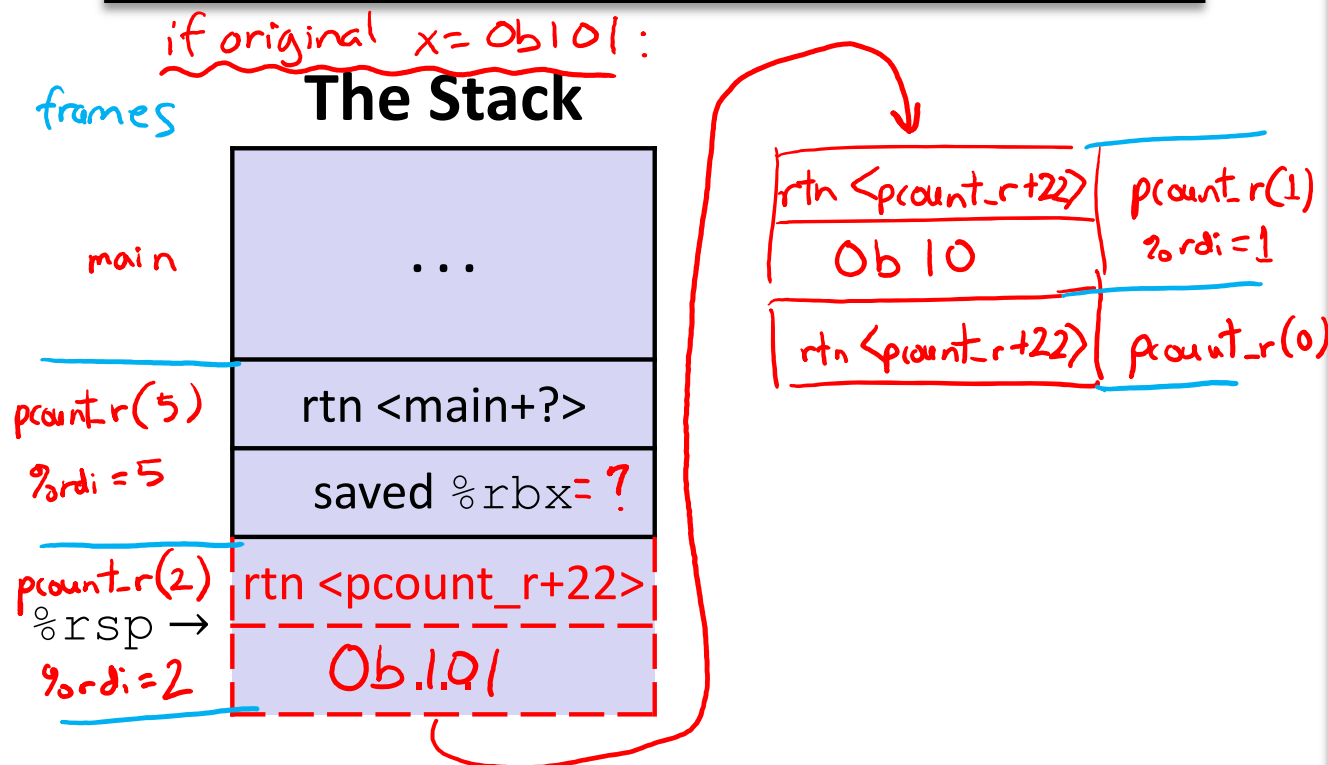 if original x= 0b101:
frames
The Stack
main
...
pcount_r(5)
rtn <main+?>
%rdi = 5
saved %rbx= ?
pcount_r(2)
rtn <pcount_r+22>
%rsp →
%rdi = 2
0b101
rtn <pcount_r+22>
pcount_r(1)
0b10
%rdi = 1
rtn <pcount_r+22>
pcount_r(0)